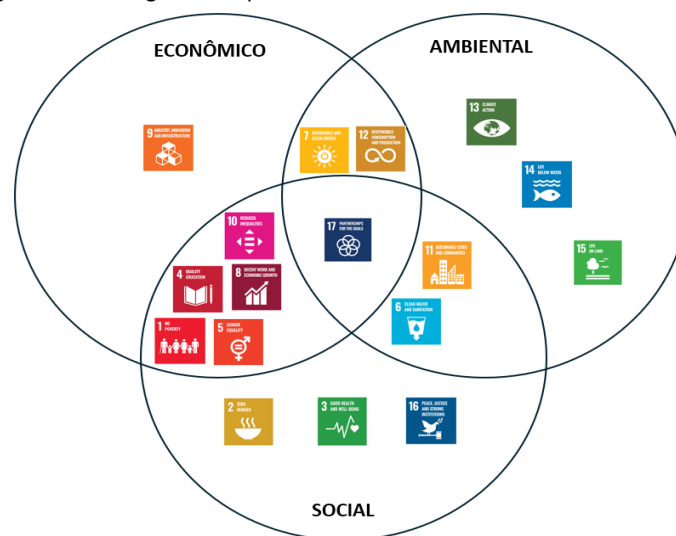 ECONÔMICO
AMBIENTAL
13 CLIMATE
ACTION
9 INDUSTRY, INNOVATION
AND INFRASTRUCTURE
7 AFFORDABLE AND
CLEAN ENERGY
12 RESPONSIBLE
CONSUMPTION
AND PRODUCTION
14 LIFE
BELOW WATER
10 REDUCED
INEQUALITIES
17 PARTNERSHIPS
FOR THE GOALS
15 LIFE
ON LAND
11 SUSTAINABLE CITIES
AND COMMUNITIES
4 QUALITY
EDUCATION
8 DECENT WORK AND
ECONOMIC GROWTH
6 CLEAN WATER
AND SANITATION
1 NO
POVERTY
5 GENDER
EQUALITY
2 ZERO
HUNGER
3 GOOD HEALTH
AND WELL-BEING
16 PEACE, JUSTICE
AND STRONG
INSTITUTIONS
SOCIAL